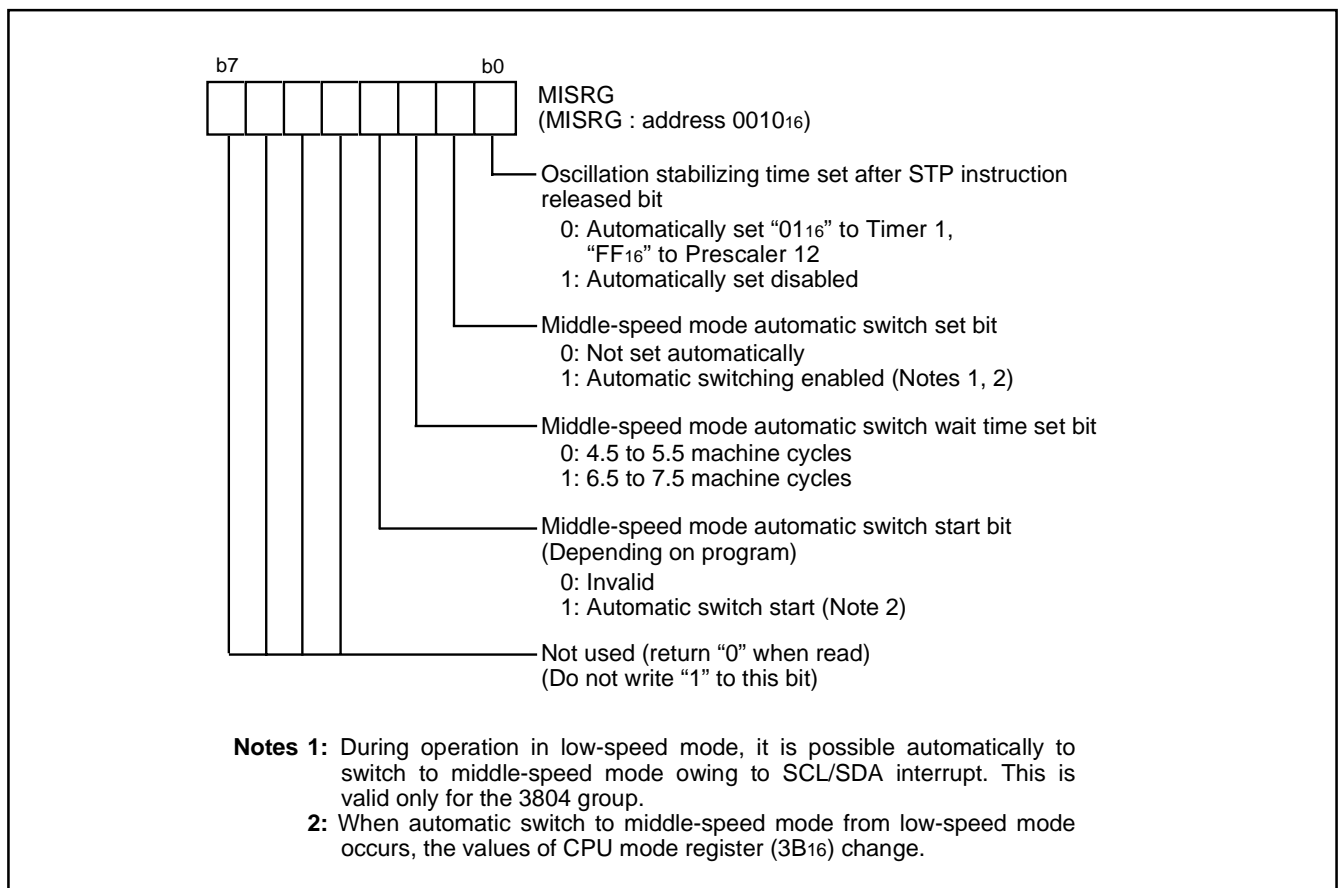 b7 b0
MISRG
(MISRG : address 001016)
Oscillation stabilizing time set after STP instruction
released bit
0: Automatically set “0116” to Timer 1,
“FF16” to Prescaler 12
1: Automatically set disabled
Middle-speed mode automatic switch set bit
0: Not set automatically
1: Automatic switching enabled (Notes 1, 2)
Middle-speed mode automatic switch wait time set bit
0: 4.5 to 5.5 machine cycles
1: 6.5 to 7.5 machine cycles
Middle-speed mode automatic switch start bit
(Depending on program)
0: Invalid
1: Automatic switch start (Note 2)
Not used (return “0” when read)
(Do not write “1” to this bit)
Notes 1: During operation in low-speed mode, it is possible automatically to
switch to middle-speed mode owing to SCL/SDA interrupt. This is
valid only for the 3804 group.
2: When automatic switch to middle-speed mode from low-speed mode
occurs, the values of CPU mode register (3B16) change.